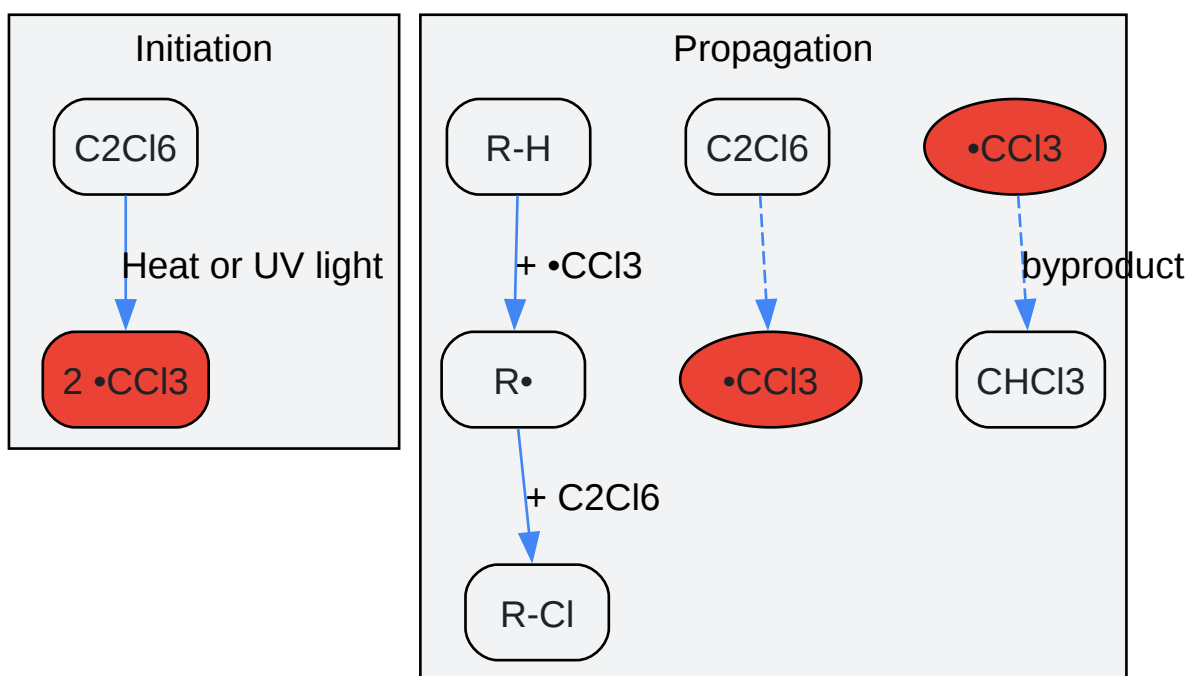 Initiation
C2Cl6
Heat or UV light
2 •CCl3
Propagation
R-H
C2Cl6
•CCl3
+ •CCl3
byproduct
R•
•CCl3
CHCl3
+ C2Cl6
R-Cl